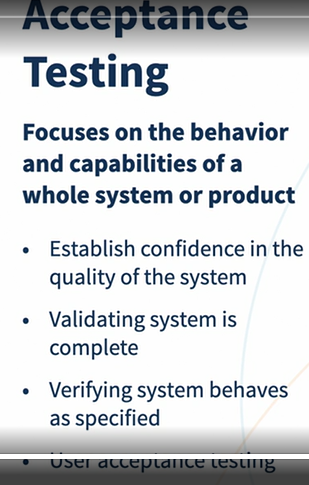 Acceptance
Testing
Focuses on the behavior
and capabilities of a
whole system or product
• Establish confidence in the
quality of the system
• Validating system is
complete
• Verifying system behaves
as specified
• User acceptance testing